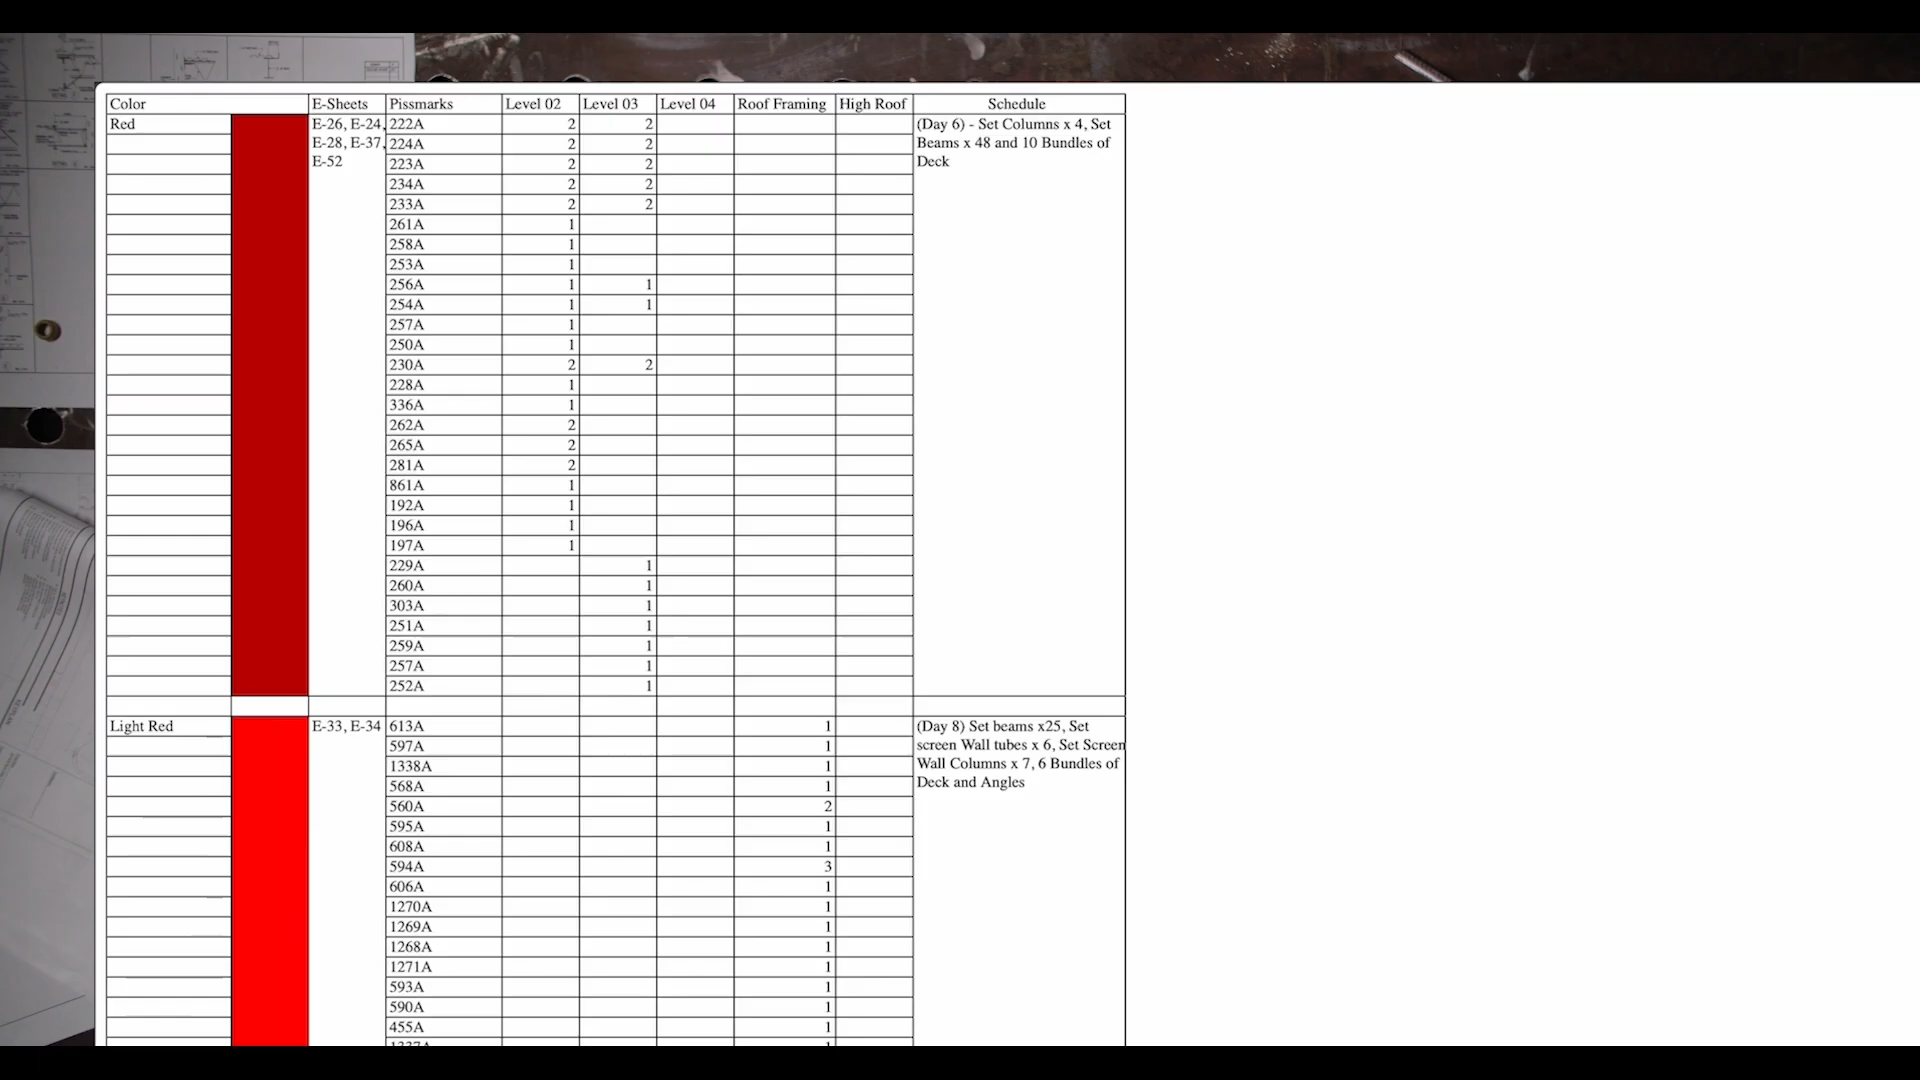 Color E-Sheets Pissmarks Level 02 Level 03 Level 04 Roof Framing High Roof Schedule
Red E-26, E-24, 222A 2 2 (Day 6) - Set Columns x 4, Set
E-28, E-37, 224A 2 2 Beams x 48 and 10 Bundles of
E-52 223A 2 2 Deck
234A 2 2
233A 2 2
261A 1
258A 1
253A 1
256A 1 1
254A 1 1
257A 1
250A 1
230A 2 2
228A 1
336A 1
262A 2
265A 2
281A 2
861A 1
192A 1
196A 1
197A 1
229A 1
260A 1
303A 1
251A 1
259A 1
257A 1
252A 1
Light Red E-33, E-34 613A 1 (Day 8) Set beams x25, Set
597A 1 screen Wall tubes x 6, Set Screen
1338A 1 Wall Columns x 7, 6 Bundles of
568A 1 Deck and Angles
560A 2
595A 1
608A 1
594A 3
606A 1
1270A 1
1269A 1
1268A 1
1271A 1
593A 1
590A 1
455A 1